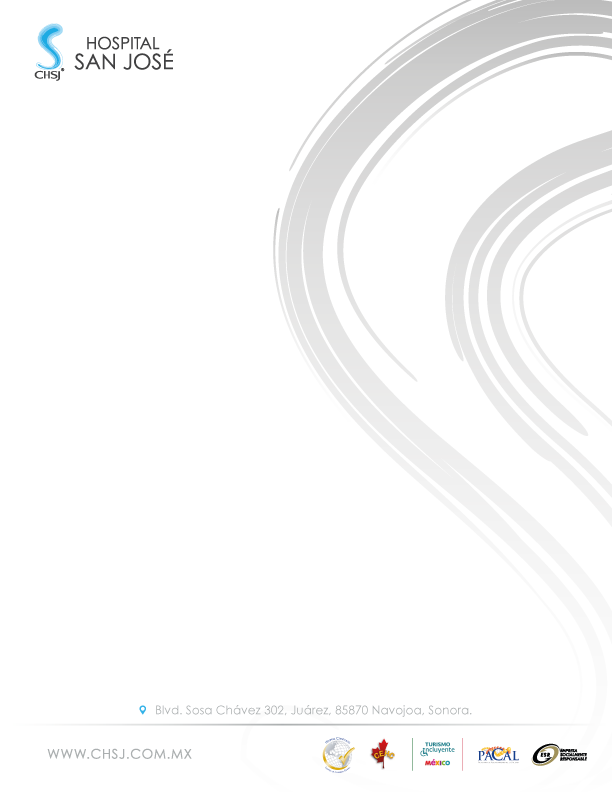 HOSPITAL
SAN JOSÉ
CHSJ
Blvd. Sosa Chávez 302, Juárez, 85870 Navojoa, Sonora.
WWW.CHSJ.COM.MX
TURISMO
incluyente
MÉXICO
PACAL
ESR
EMPRESA
SOCIALMENTE
RESPONSABLE